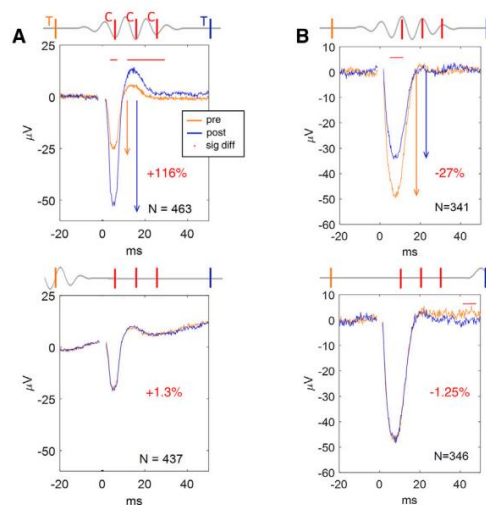 A
T C C C T
25
0
-25
-50
μV
pre
post
sig diff
+116%
N = 463
-20 0 20 40
ms
B
10
0
-10
-20
-30
-40
-50
-60
μV
-27%
N=341
-20 0 20 40
ms
25
0
-25
-50
μV
+1.3%
N = 437
-20 0 20 40
ms
10
0
-10
-20
-30
-40
-50
-60
μV
-1.25%
N=346
-20 0 20 40
ms